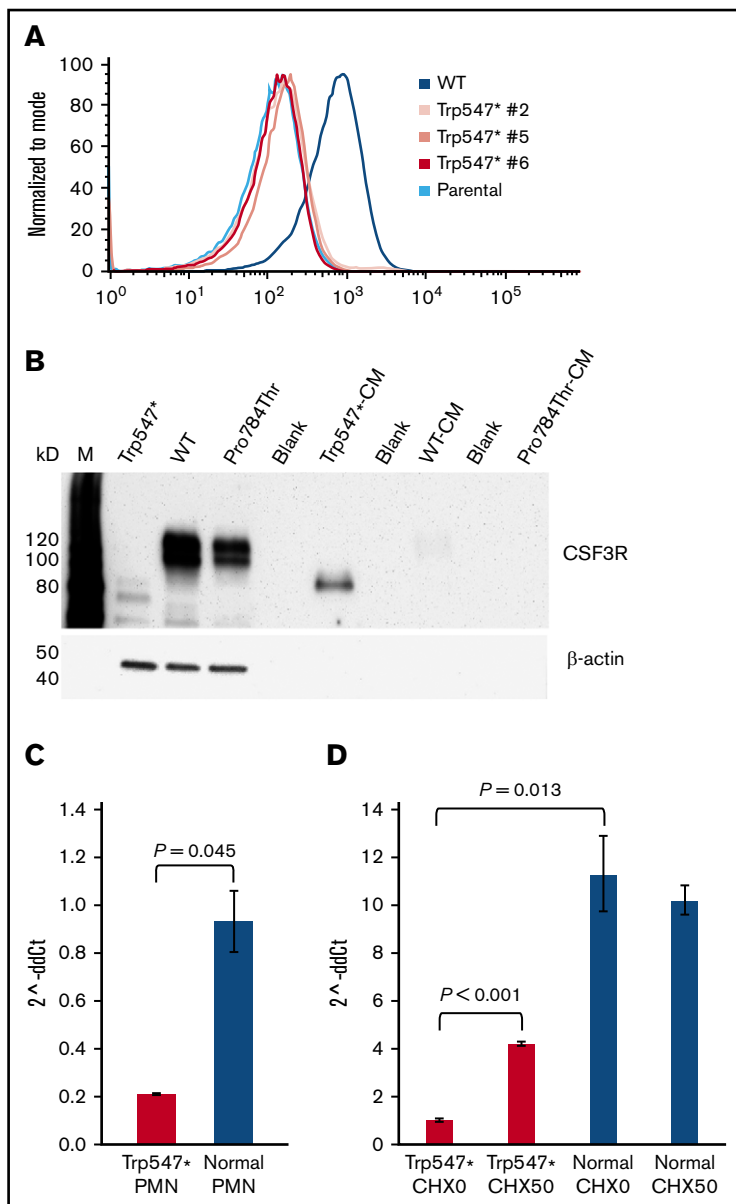 A
Normalized to mode
100
80
60
40
20
0
10^0 10^1 10^2 10^3 10^4 10^5
WT
Trp547* #2
Trp547* #5
Trp547* #6
Parental
B
kD M Trp547* WT Pro784Thr Blank Trp547*-CM Blank WT-CM Blank Pro784Thr-CM
120
100
80
CSF3R
50
40
β-actin
C
2^-ddCt
1.4
1.2
1.0
0.8
0.6
0.4
0.2
0.0
P = 0.045
Trp547* Normal
PMN PMN
D
2^-ddCt
14
12
10
8
6
4
2
0
P = 0.013
P < 0.001
Trp547* Trp547* Normal Normal
CHX0 CHX50 CHX0 CHX50